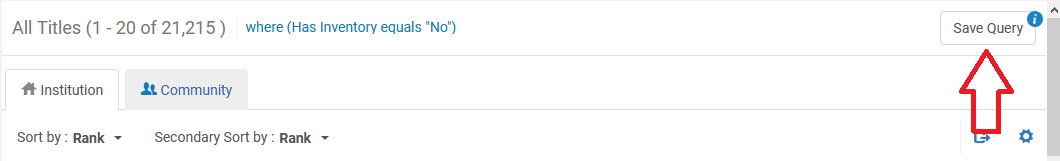 All Titles (1 - 20 of 21,215 ) where (Has Inventory equals "No") Save Query i
Institution Community
Sort by : Rank Secondary Sort by : Rank